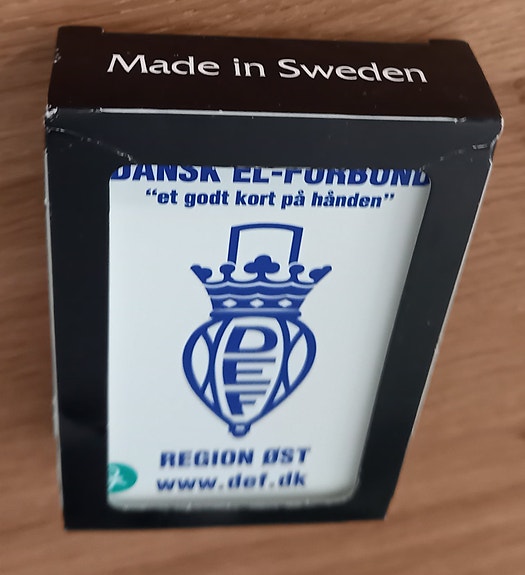 Made in Sweden
DANSK EL-FORBUND
"et godt kort på hånden"
DEF
REGION ØST
www.def.dk